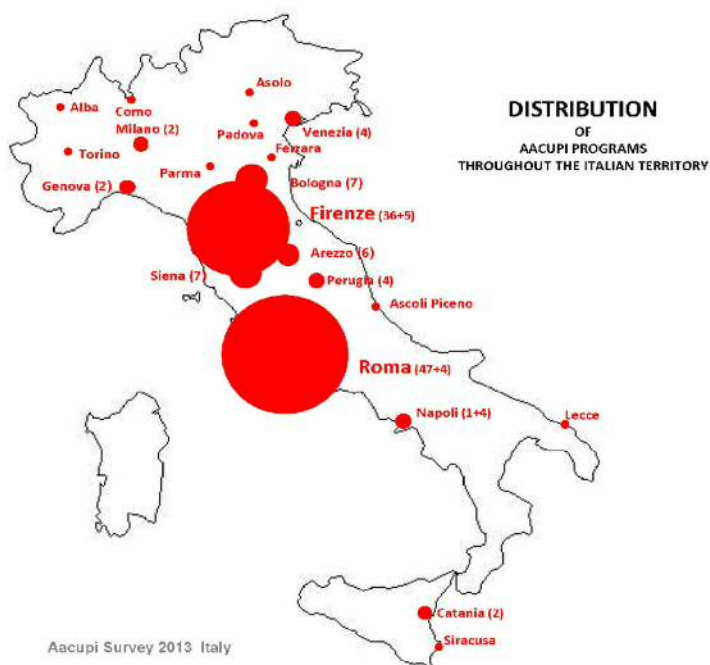 DISTRIBUTION
OF
AACUPI PROGRAMS
THROUGHOUT THE ITALIAN TERRITORY
Asolo
Alba
Como
Milano (2)
Padova
Venezia (4)
Torino
Ferrara
Parma
Genova (2)
Bologna (7)
Firenze (36+5)
Arezzo (6)
Siena (7)
Perugia (4)
Ascoli Piceno
Roma (47+4)
Napoli (1+4)
Lecce
Catania (2)
Siracusa
Aacupi Survey 2013 Italy